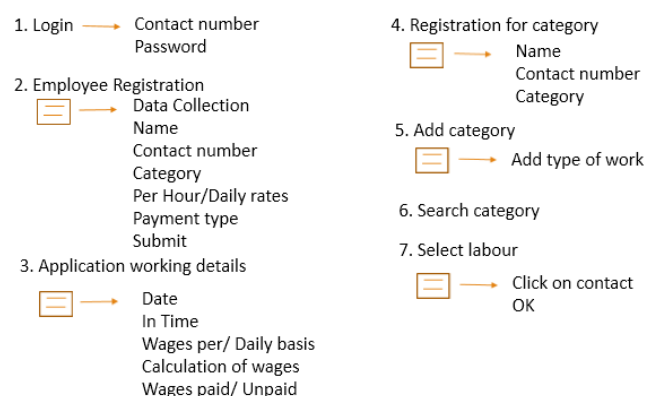 1. Login
Contact number
Password
2. Employee Registration
Data Collection
Name
Contact number
Category
Per Hour/Daily rates
Payment type
Submit
3. Application working details
Date
In Time
Wages per/ Daily basis
Calculation of wages
Wages paid/ Unpaid
4. Registration for category
Name
Contact number
Category
5. Add category
Add type of work
6. Search category
7. Select labour
Click on contact
OK